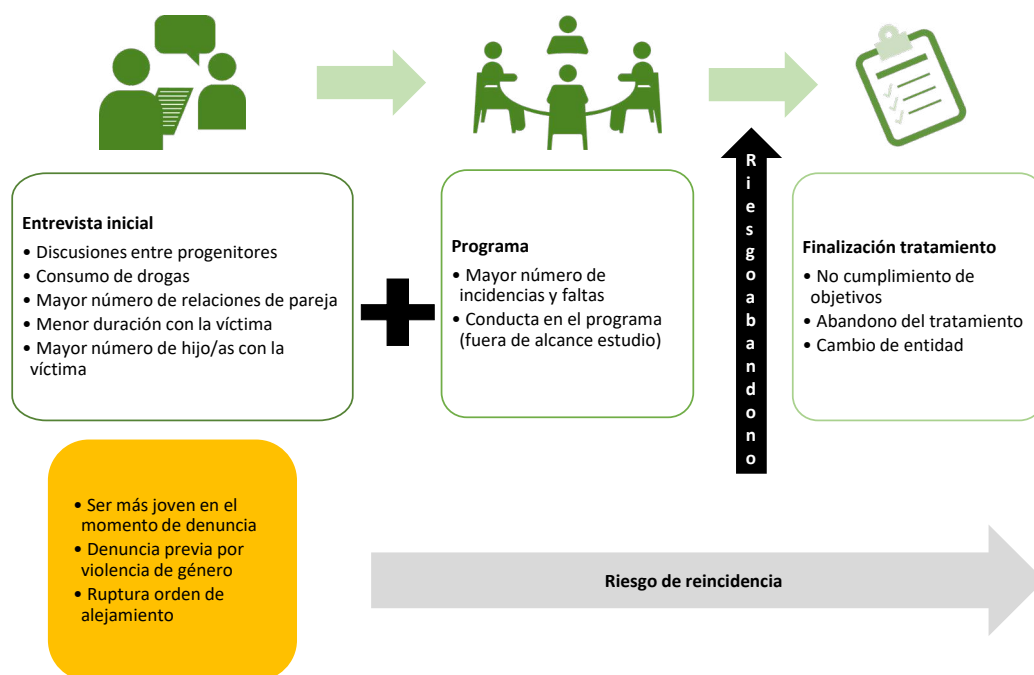 Entrevista inicial
• Discusiones entre progenitores
• Consumo de drogas
• Mayor número de relaciones de pareja
• Menor duración con la víctima
• Mayor número de hijo/as con la
víctima
Programa
• Mayor número de
incidencias y faltas
• Conducta en el programa
(fuera de alcance estudio)
Riesgoabandono
Finalización tratamiento
• No cumplimiento de
objetivos
• Abandono del tratamiento
• Cambio de entidad
• Ser más joven en el
momento de denuncia
• Denuncia previa por
violencia de género
• Ruptura orden de
alejamiento
Riesgo de reincidencia